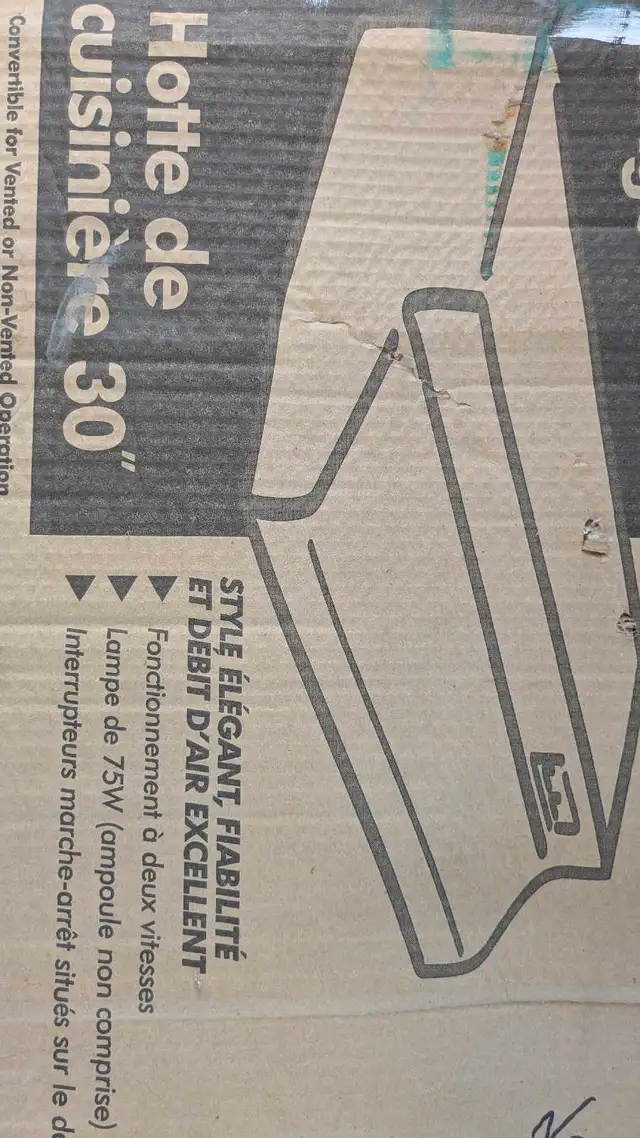 Hotte de
cuisinière 30"
Convertible for Vented or Non-Vented Operation
STYLE ÉLÉGANT, FIABILITÉ
ET DÉBIT D'AIR EXCELLENT
Fonctionnement à deux vitesses
Lampe de 75W (ampoule non comprise)
Interrupteurs marche-arrêt situés sur le